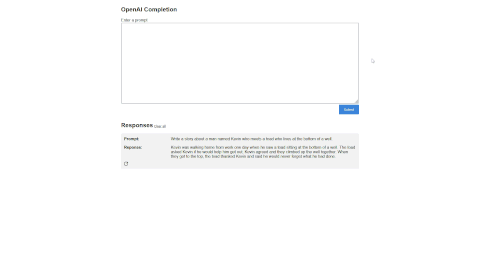 OpenAI Completion
Enter a prompt
Submit
Responses Clear all
Prompt: Write a story about a man named Kevin who meets a toad who lives at the bottom of a well.
Reponse: Kevin was walking home from work one day when he saw a toad sitting at the bottom of a well. The toad
asked Kevin if he would help him get out. Kevin agreed and they climbed up the well together. When
they got to the top, the toad thanked Kevin and said he would never forget what he had done.